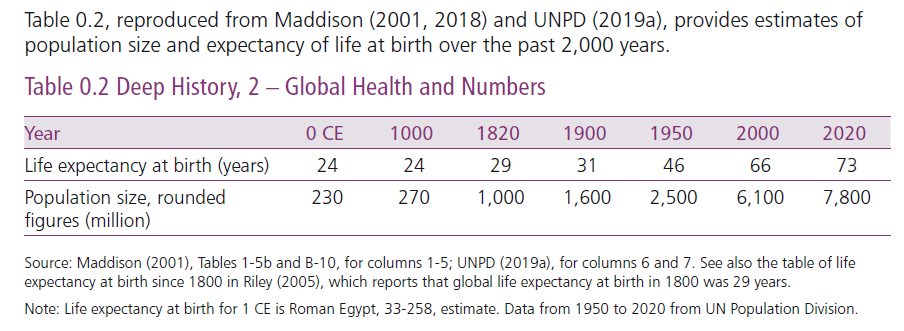 Table 0.2, reproduced from Maddison (2001, 2018) and UNPD (2019a), provides estimates of
population size and expectancy of life at birth over the past 2,000 years.
Table 0.2 Deep History, 2 – Global Health and Numbers
Year 0 CE 1000 1820 1900 1950 2000 2020
Life expectancy at birth (years) 24 24 29 31 46 66 73
Population size, rounded 230 270 1,000 1,600 2,500 6,100 7,800
figures (million)
Source: Maddison (2001), Tables 1-5b and B-10, for columns 1-5; UNPD (2019a), for columns 6 and 7. See also the table of life
expectancy at birth since 1800 in Riley (2005), which reports that global life expectancy at birth in 1800 was 29 years.
Note: Life expectancy at birth for 1 CE is Roman Egypt, 33-258, estimate. Data from 1950 to 2020 from UN Population Division.